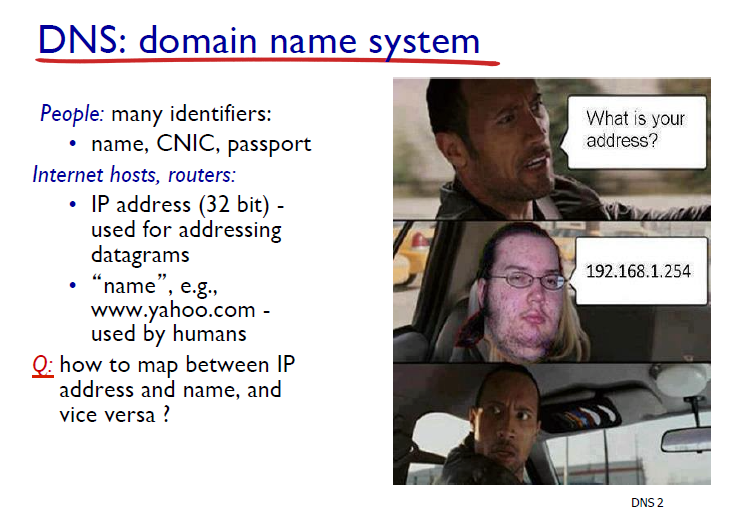 DNS: domain name system
People: many identifiers:
• name, CNIC, passport
Internet hosts, routers:
• IP address (32 bit) -
used for addressing
datagrams
• “name”, e.g.,
www.yahoo.com -
used by humans
Q: how to map between IP
address and name, and
vice versa ?
What is your
address?
192.168.1.254
DNS 2